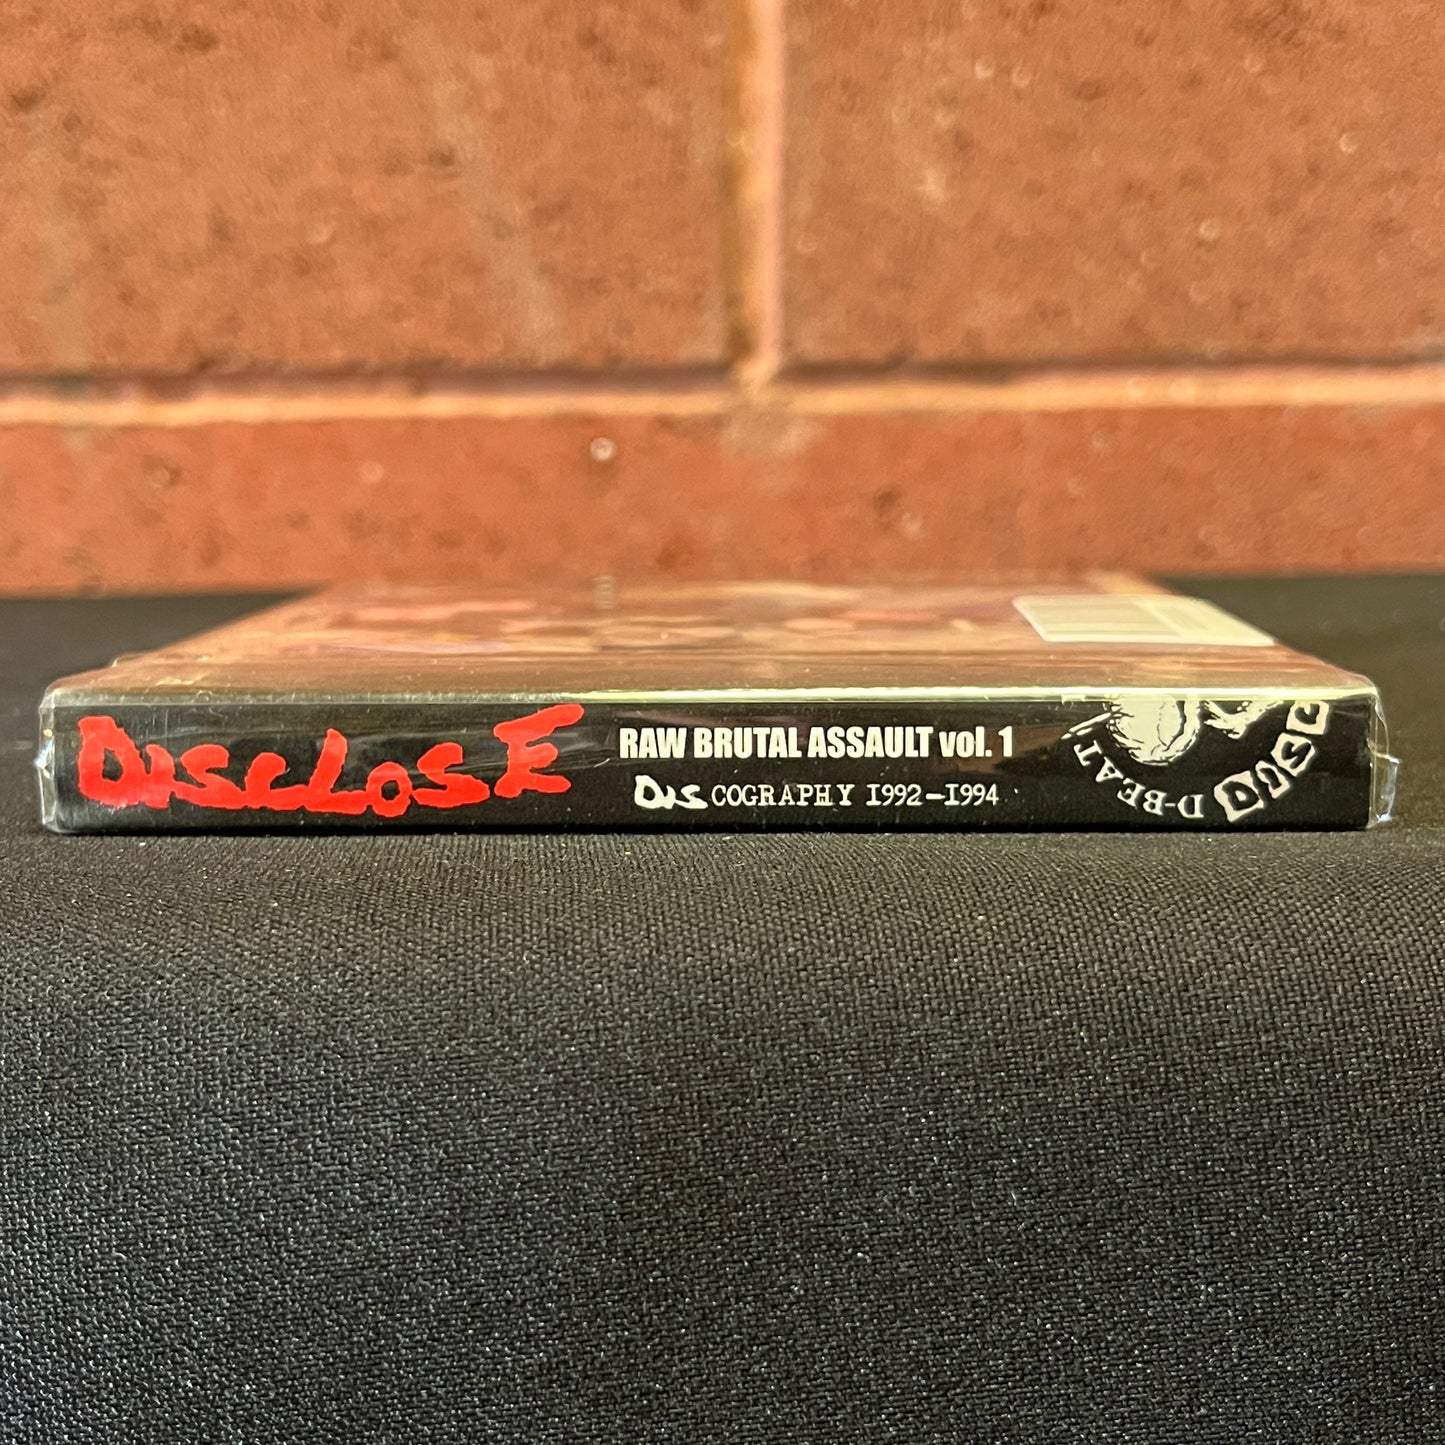 DISCLOSE
RAW BRUTAL ASSAULT vol. 1
DISCOGRAPHY 1992-1994
D-BEAT